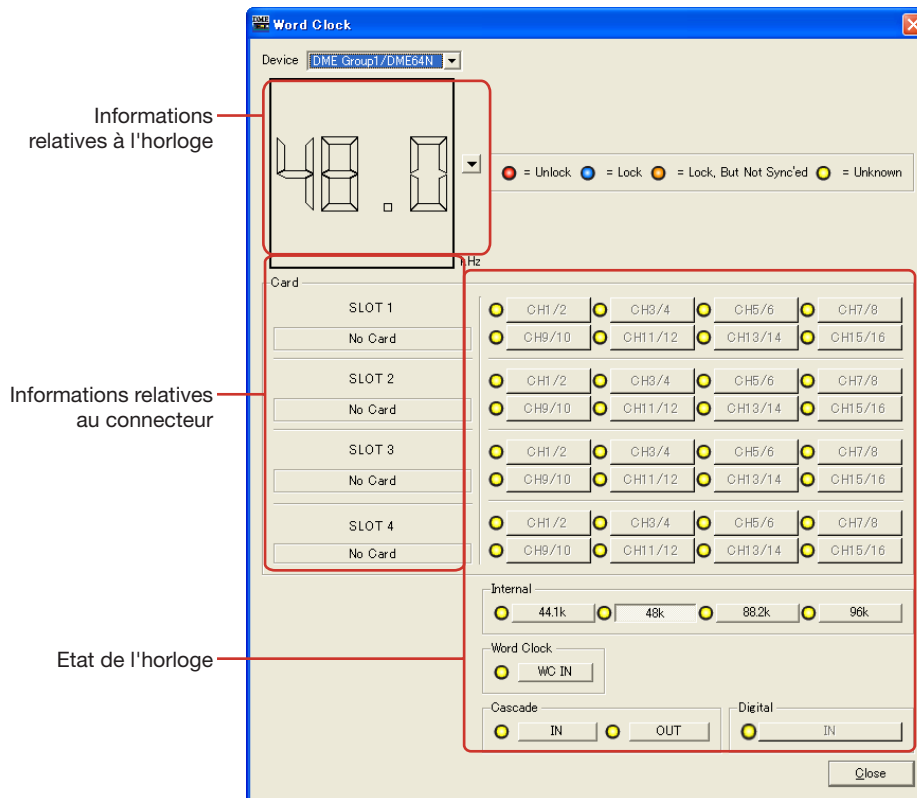 Word Clock
Device DME Group1/DME64N
Informations
relatives à l'horloge
48.0
= Unlock = Lock = Lock, But Not Sync'ed = Unknown
Card
SLOT 1
CH1/2 CH3/4 CH5/6 CH7/8
No Card
CH9/10 CH11/12 CH13/14 CH15/16
SLOT 2
CH1/2 CH3/4 CH5/6 CH7/8
Informations relatives
au connecteur
No Card
CH9/10 CH11/12 CH13/14 CH15/16
SLOT 3
CH1/2 CH3/4 CH5/6 CH7/8
No Card
CH9/10 CH11/12 CH13/14 CH15/16
SLOT 4
CH1/2 CH3/4 CH5/6 CH7/8
No Card
CH9/10 CH11/12 CH13/14 CH15/16
Internal
44.1k 48k 88.2k 96k
Etat de l'horloge
Word Clock
WC IN
Cascade
IN OUT
Digital
IN
Close